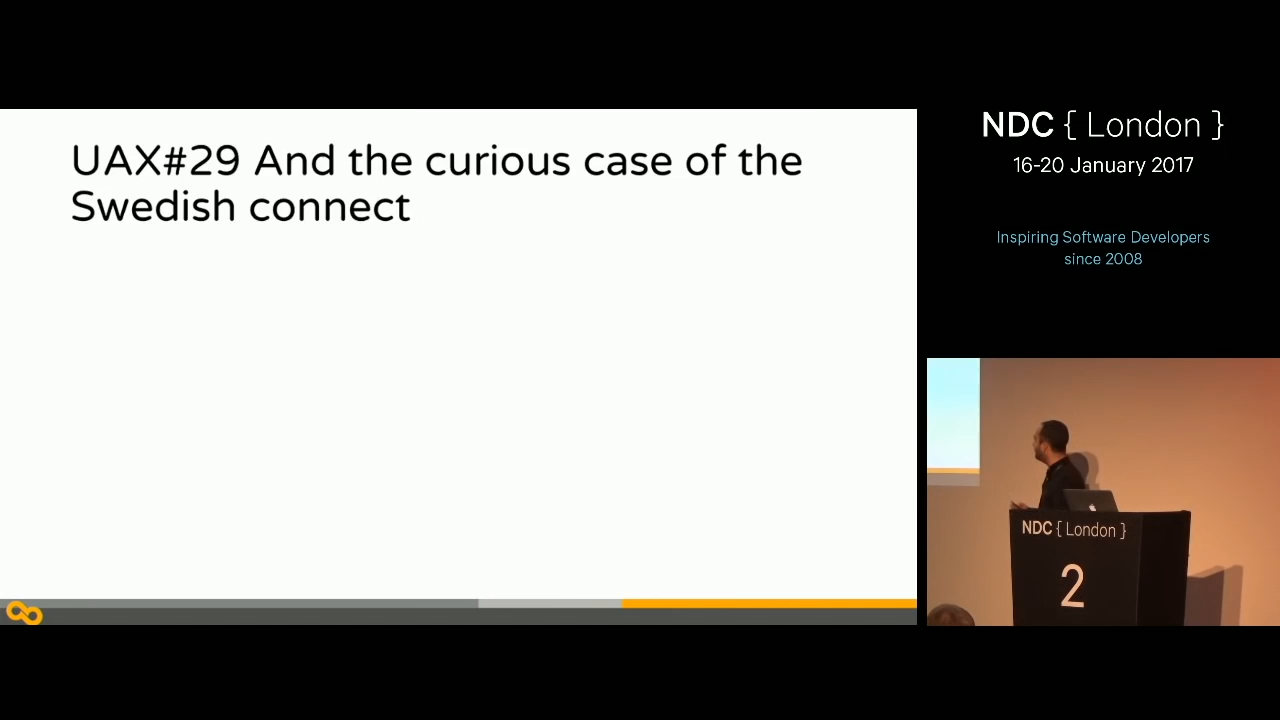 UAX#29 And the curious case of the
Swedish connect
NDC { London }
16-20 January 2017
Inspiring Software Developers
since 2008
NDC { London }
2